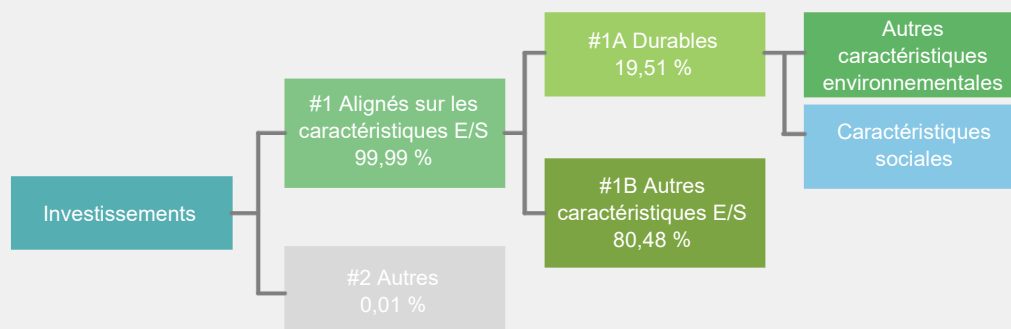 Investissements
#1 Alignés sur les
caractéristiques E/S
99,99 %
#2 Autres
0,01 %
#1A Durables
19,51 %
#1B Autres
caractéristiques E/S
80,48 %
Autres
caractéristiques
environnementales
Caractéristiques
sociales